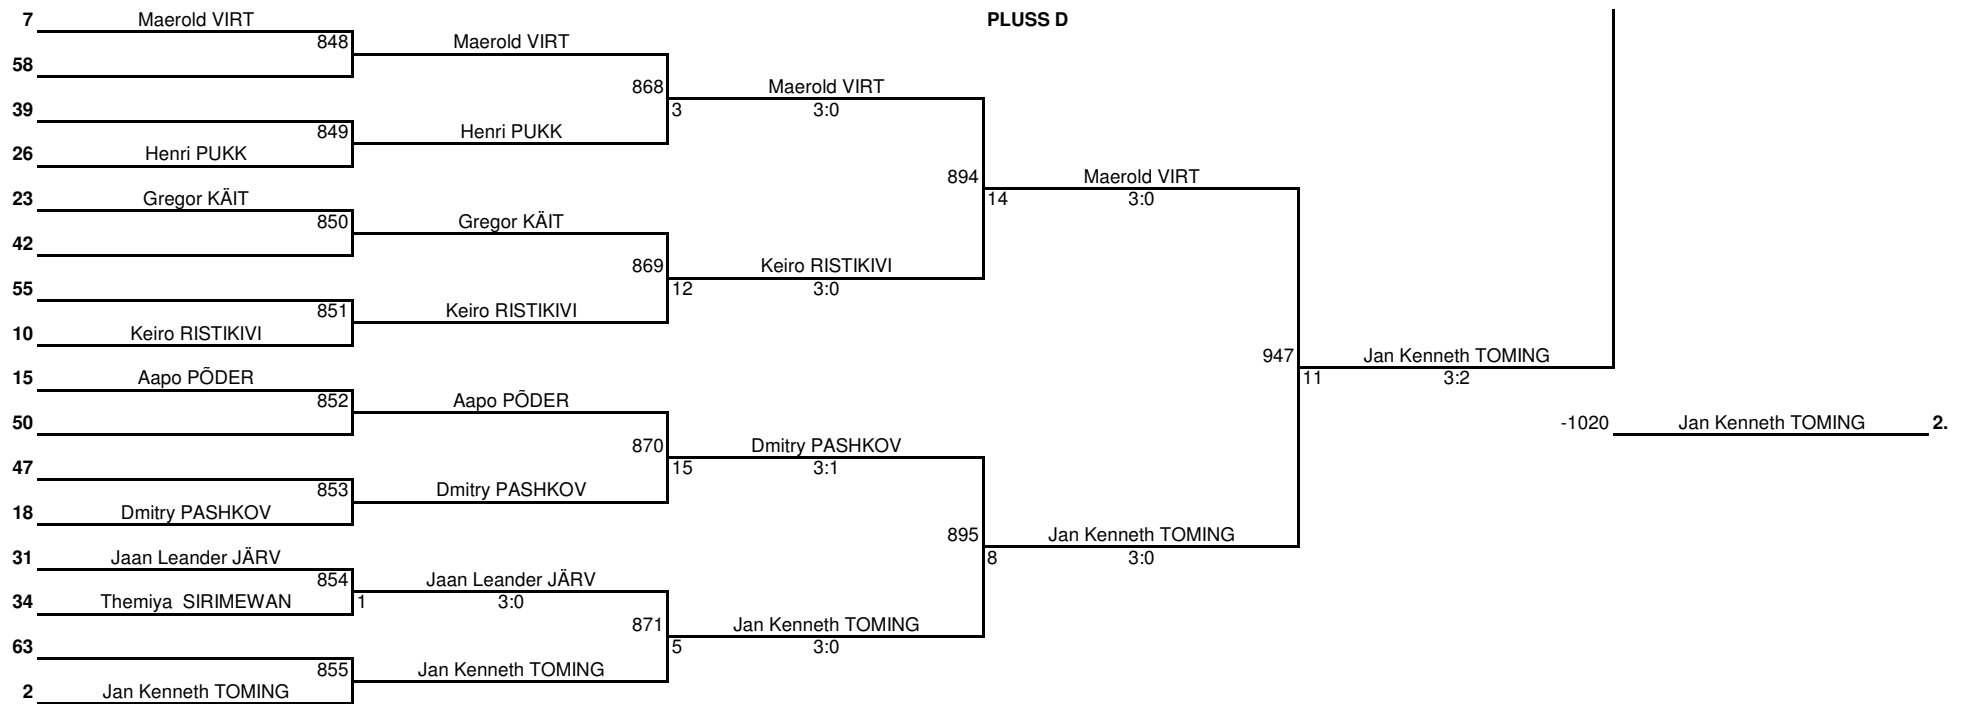 7 Maerold VIRT PLUSS D
848 Maerold VIRT
58
868 Maerold VIRT
39 3 3:0
849 Henri PUKK
26 Henri PUKK
894 Maerold VIRT
23 Gregor KÄIT 14 3:0
850 Gregor KÄIT
42
869 Keiro RISTIKIVI
55 12 3:0
851 Keiro RISTIKIVI
10 Keiro RISTIKIVI
947 Jan Kenneth TOMING
15 Aapo PÕDER 11 3:2
852 Aapo PÕDER
50 -1020 Jan Kenneth TOMING 2.
870 Dmitry PASHKOV
47 15 3:1
853 Dmitry PASHKOV
18 Dmitry PASHKOV
895 Jan Kenneth TOMING
31 Jaan Leander JÄRV 8 3:0
854 Jaan Leander JÄRV
34 Themiya SIRIMEWAN 1 3:0
871 Jan Kenneth TOMING
63 5 3:0
855 Jan Kenneth TOMING
2 Jan Kenneth TOMING